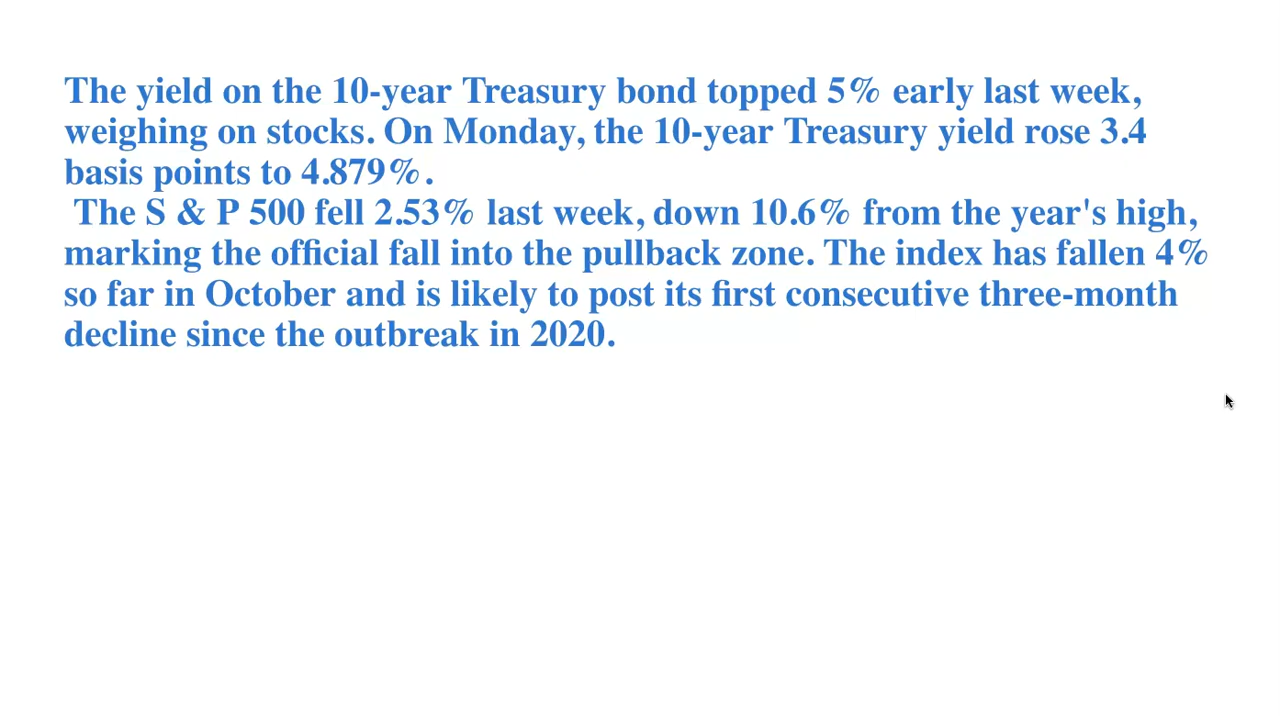 The yield on the 10-year Treasury bond topped 5% early last week,
weighing on stocks. On Monday, the 10-year Treasury yield rose 3.4
basis points to 4.879%.
The S & P 500 fell 2.53% last week, down 10.6% from the year's high,
marking the official fall into the pullback zone. The index has fallen 4%
so far in October and is likely to post its first consecutive three-month
decline since the outbreak in 2020.